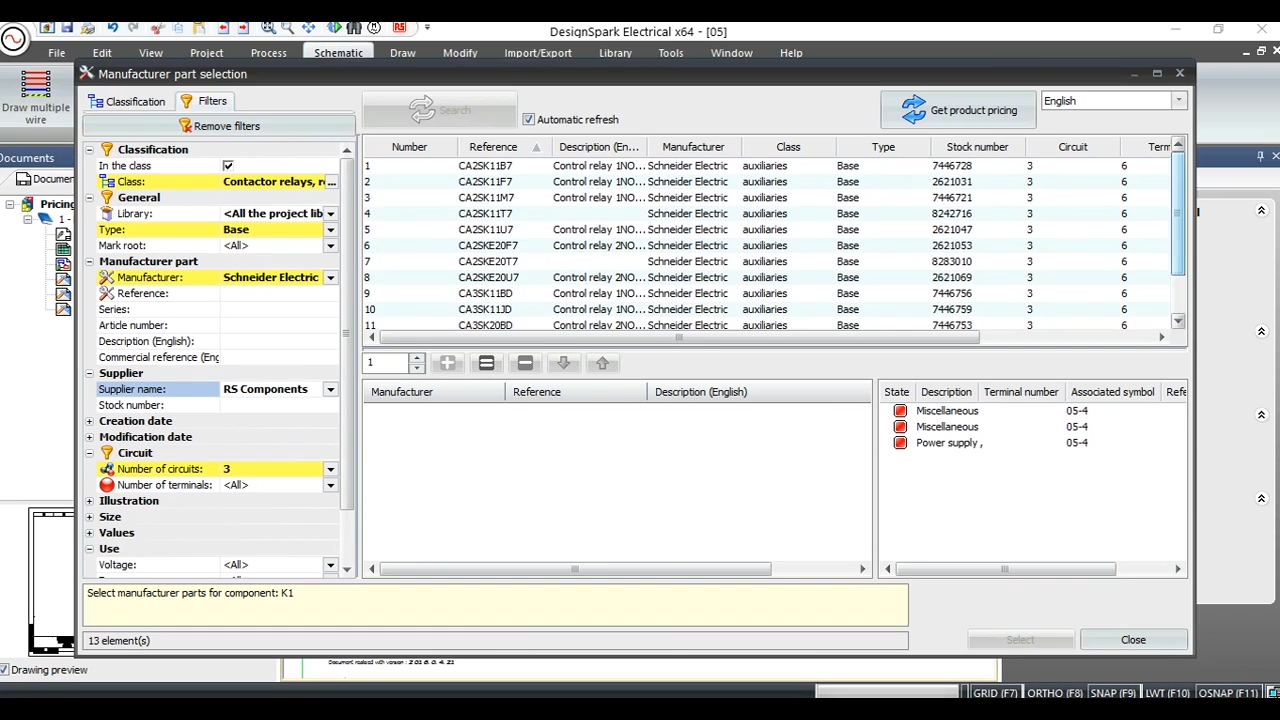 DesignSpark Electrical x64 - [05]
File Edit View Project Process Schematic Draw Modify Import/Export Library Tools Window Help
Manufacturer part selection
Draw multiple
wire
Classification Filters
Search
Automatic refresh
Get product pricing
English
Remove filters
Documents
Classification
In the class
Class: Contactor relays, r ...
General
Library: <All the project lib
Type: Base
Mark root: <All>
Manufacturer part
Manufacturer: Schneider Electric
Reference:
Series:
Article number:
Description (English):
Commercial reference (Eng
Supplier
Supplier name: RS Components
Stock number:
Creation date
Modification date
Circuit
Number of circuits: 3
Number of terminals: <All>
Illustration
Size
Values
Use
Voltage: <All>
Number Reference Description (En... Manufacturer Class Type Stock number Circuit Term
1 CA2SK11B7 Control relay 1NO... Schneider Electric auxiliaries Base 7446728 3 6
2 CA2SK11F7 Control relay 1NO... Schneider Electric auxiliaries Base 2621031 3 6
3 CA2SK11M7 Control relay 1NO... Schneider Electric auxiliaries Base 7446721 3 6
4 CA2SK11T7 Schneider Electric auxiliaries Base 8242716 3 6
5 CA2SK11U7 Control relay 1NO... Schneider Electric auxiliaries Base 2621047 3 6
6 CA2SKE20F7 Control relay 2NO... Schneider Electric auxiliaries Base 2621053 3 6
7 CA2SKE20T7 Schneider Electric auxiliaries Base 8283010 3 6
8 CA2SKE20U7 Control relay 2NO... Schneider Electric auxiliaries Base 2621069 3 6
9 CA3SK11BD Control relay 1NO... Schneider Electric auxiliaries Base 7446756 3 6
10 CA3SK11JD Control relay 1NO... Schneider Electric auxiliaries Base 7446759 3 6
11 CA3SK20BD Control relay 2NO... Schneider Electric auxiliaries Base 7446753 3 6
1
Manufacturer Reference Description (English)
State Description Terminal number Associated symbol Refe
Miscellaneous 05-4
Miscellaneous 05-4
Power supply , 05-4
Select manufacturer parts for component: K1
13 element(s)
Select Close
Documen
Pricing
1 -
Drawing preview
GRID (F7) ORTHO (F8) SNAP (F9) LWT (F10) OSNAP (F11)